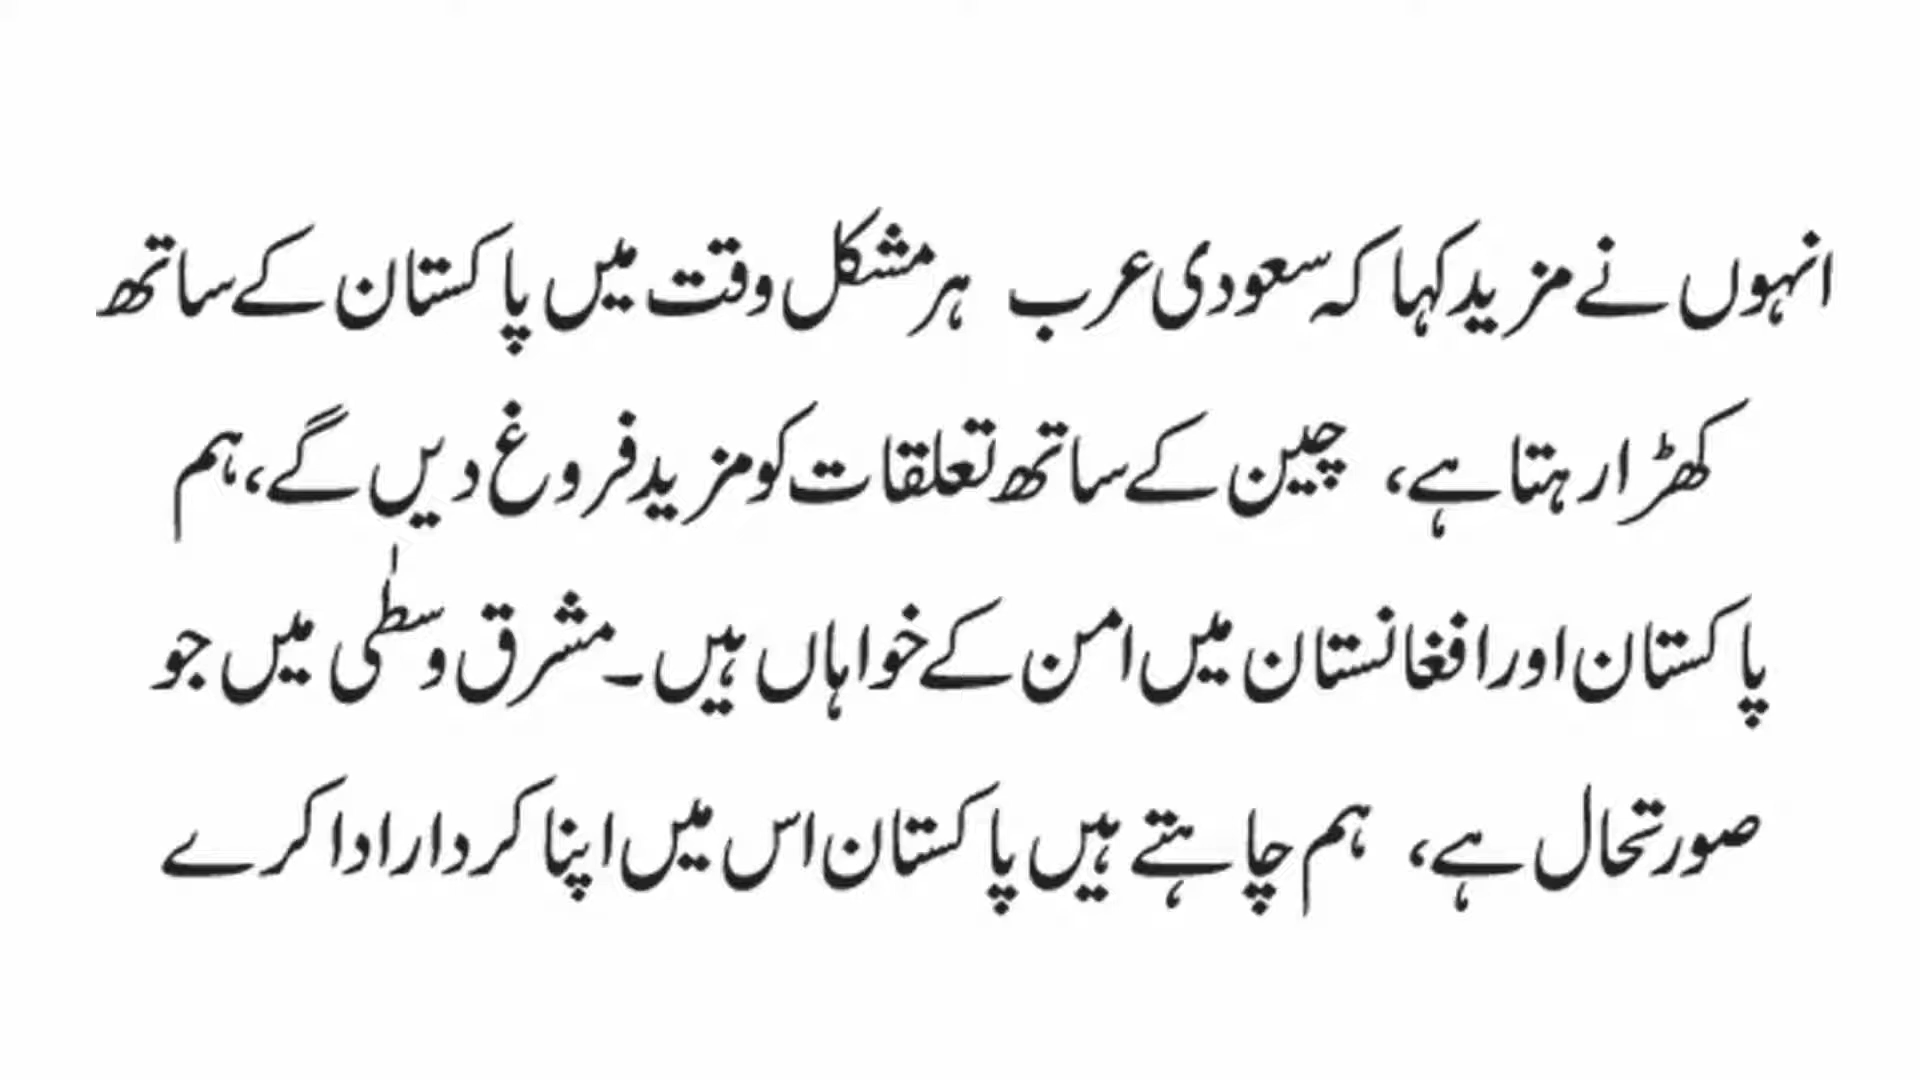 انہوں نے مزید کہا کہ سعودی عرب ہر مشکل وقت میں پاکستان کے ساتھ
کھڑا رہتا ہے، چین کے ساتھ تعلقات کو مزید فروغ دیں گے، ہم
پاکستان اور افغانستان میں امن کے خواہاں ہیں۔ مشرق وسطٰی میں جو
صورتحال ہے، ہم چاہتے ہیں پاکستان اس میں اپنا کردار ادا کرے